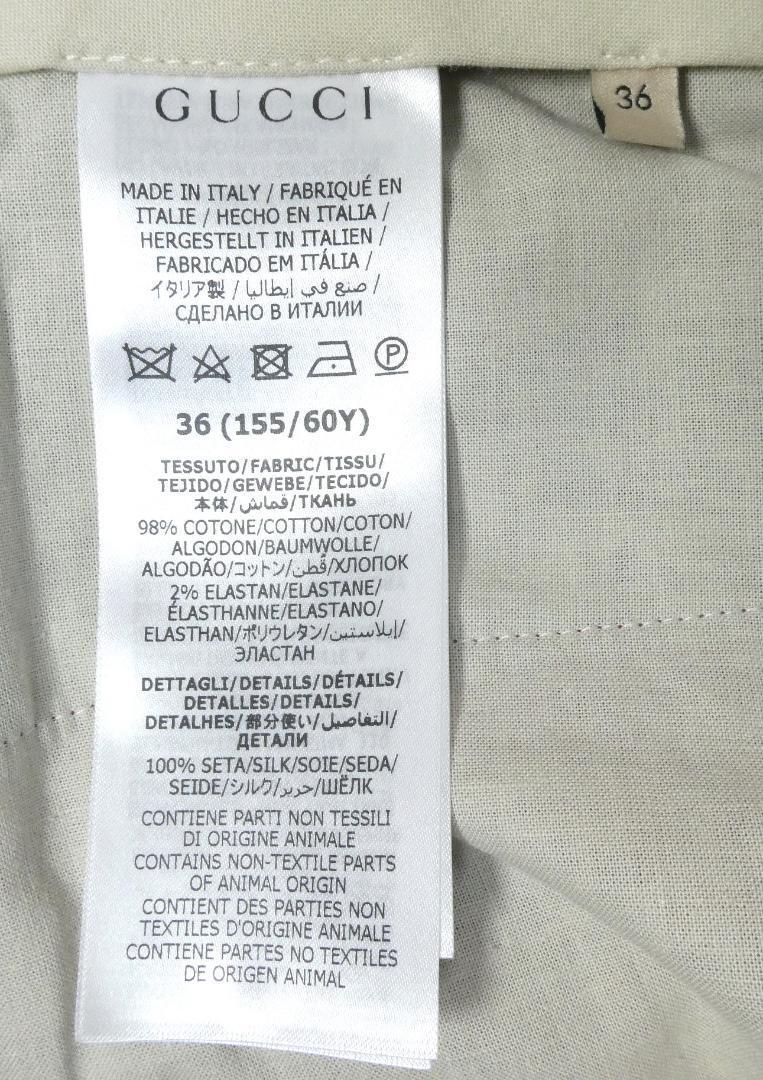 GUCCI
36
MADE IN ITALY / FABRIQUÉ EN
ITALIE / HECHO EN ITALIA /
HERGESTELLT IN ITALIEN /
FABRICADO EM ITÁLIA /
イタリア製 / صنع في إيطاليا /
СДЕЛАНО В ИТАЛИИ
P
36 (155/60Y)
TESSUTO/FABRIC/TISSU/
TEJIDO/GEWEBE/TECIDO/
本体/قماش/ТКАНЬ
98% COTONE/COTTON/COTON/
ALGODON/BAUMWOLLE/
ALGODÃO/コットン/قطن/ХЛОПОК
2% ELASTAN/ELASTANE/
ÉLASTHANNE/ELASTANO/
ELASTHAN/ポリウレタン/إيلاستين/
ЭЛАСТАН
DETTAGLI/DETAILS/DÉTAILS/
DETALLES/DETAILS/
DETALHES/部分使い/التفاصيل/
ДЕТАЛИ
100% SETA/SILK/SOIE/SEDA/
SEIDE/シルク/حرير/ШЁЛК
CONTIENE PARTI NON TESSILI
DI ORIGINE ANIMALE
CONTAINS NON-TEXTILE PARTS
OF ANIMAL ORIGIN
CONTIENT DES PARTIES NON
TEXTILES D'ORIGINE ANIMALE
CONTIENE PARTES NO TEXTILES
DE ORIGEN ANIMAL